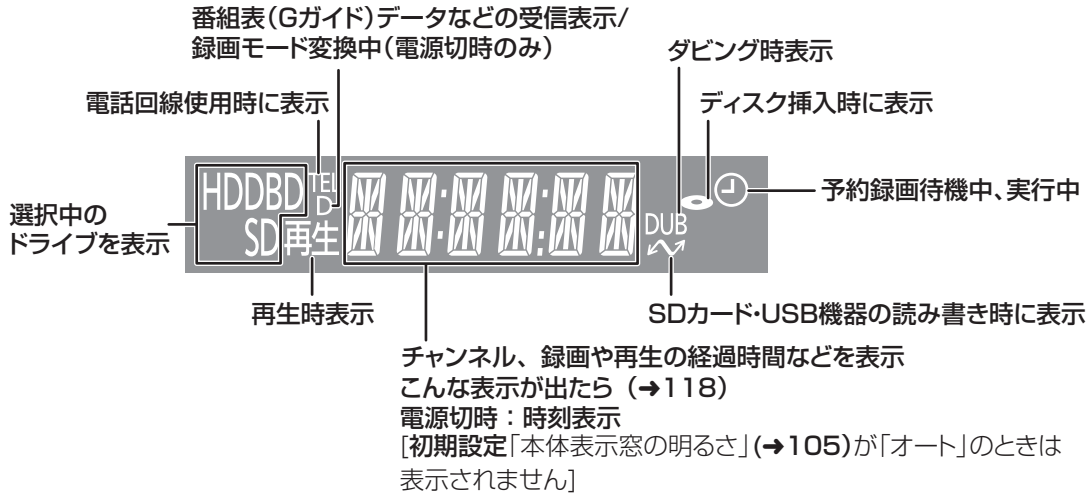 番組表（Gガイド）データなどの受信表示/
録画モード変換中（電源切時のみ）
ダビング時表示
電話回線使用時に表示
ディスク挿入時に表示
HDD BD TEL
D
予約録画待機中、実行中
選択中の
ドライブを表示
SD 再生
DUB
再生時表示
SDカード・USB機器の読み書き時に表示
チャンネル、録画や再生の経過時間などを表示
こんな表示が出たら（➜118）
電源切時：時刻表示
［初期設定「本体表示窓の明るさ」（➜105）が「オート」のときは
表示されません］